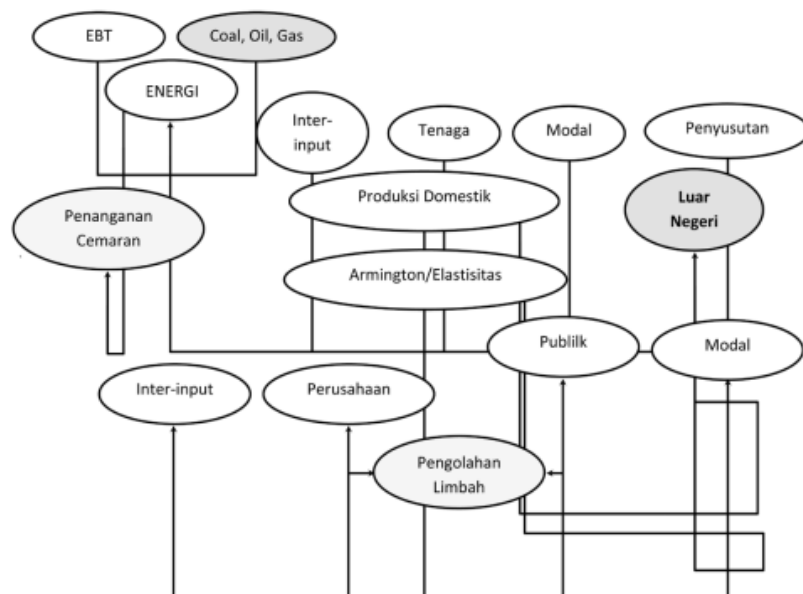 EBT
Coal, Oil, Gas
ENERGI
Inter-
input
Tenaga
Modal
Penyusutan
Produksi Domestik
Penanganan
Cemaran
Luar
Negeri
Armington/Elastisitas
Publilk
Modal
Inter-input
Perusahaan
Pengolahan
Limbah